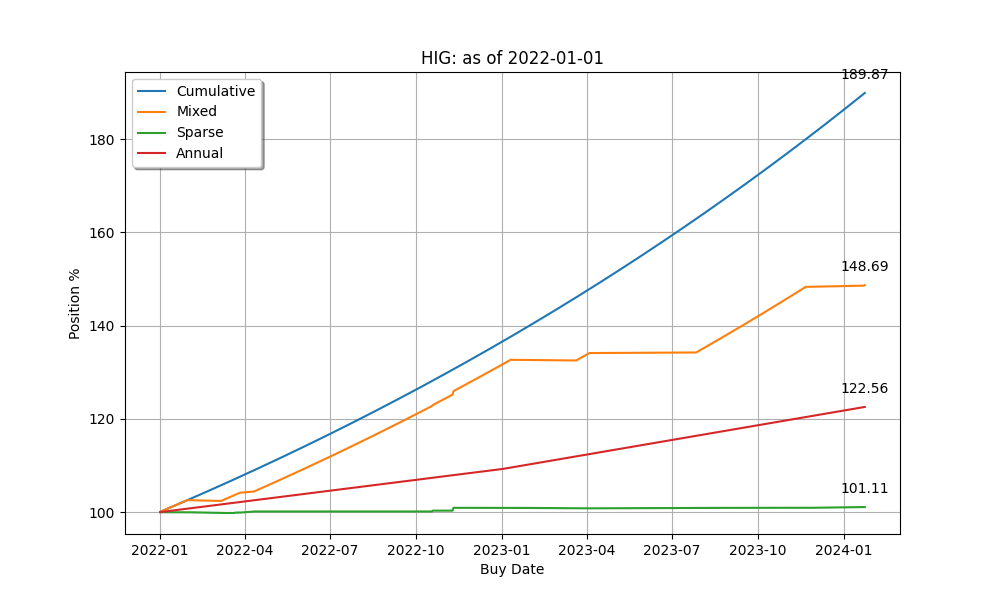 HIG: as of 2022-01-01
189.87
Cumulative
Mixed
Sparse
Annual
180
160
148.69
140
122.56
120
101.11
100
Position %
2022-01 2022-04 2022-07 2022-10 2023-01 2023-04 2023-07 2023-10 2024-01
Buy Date